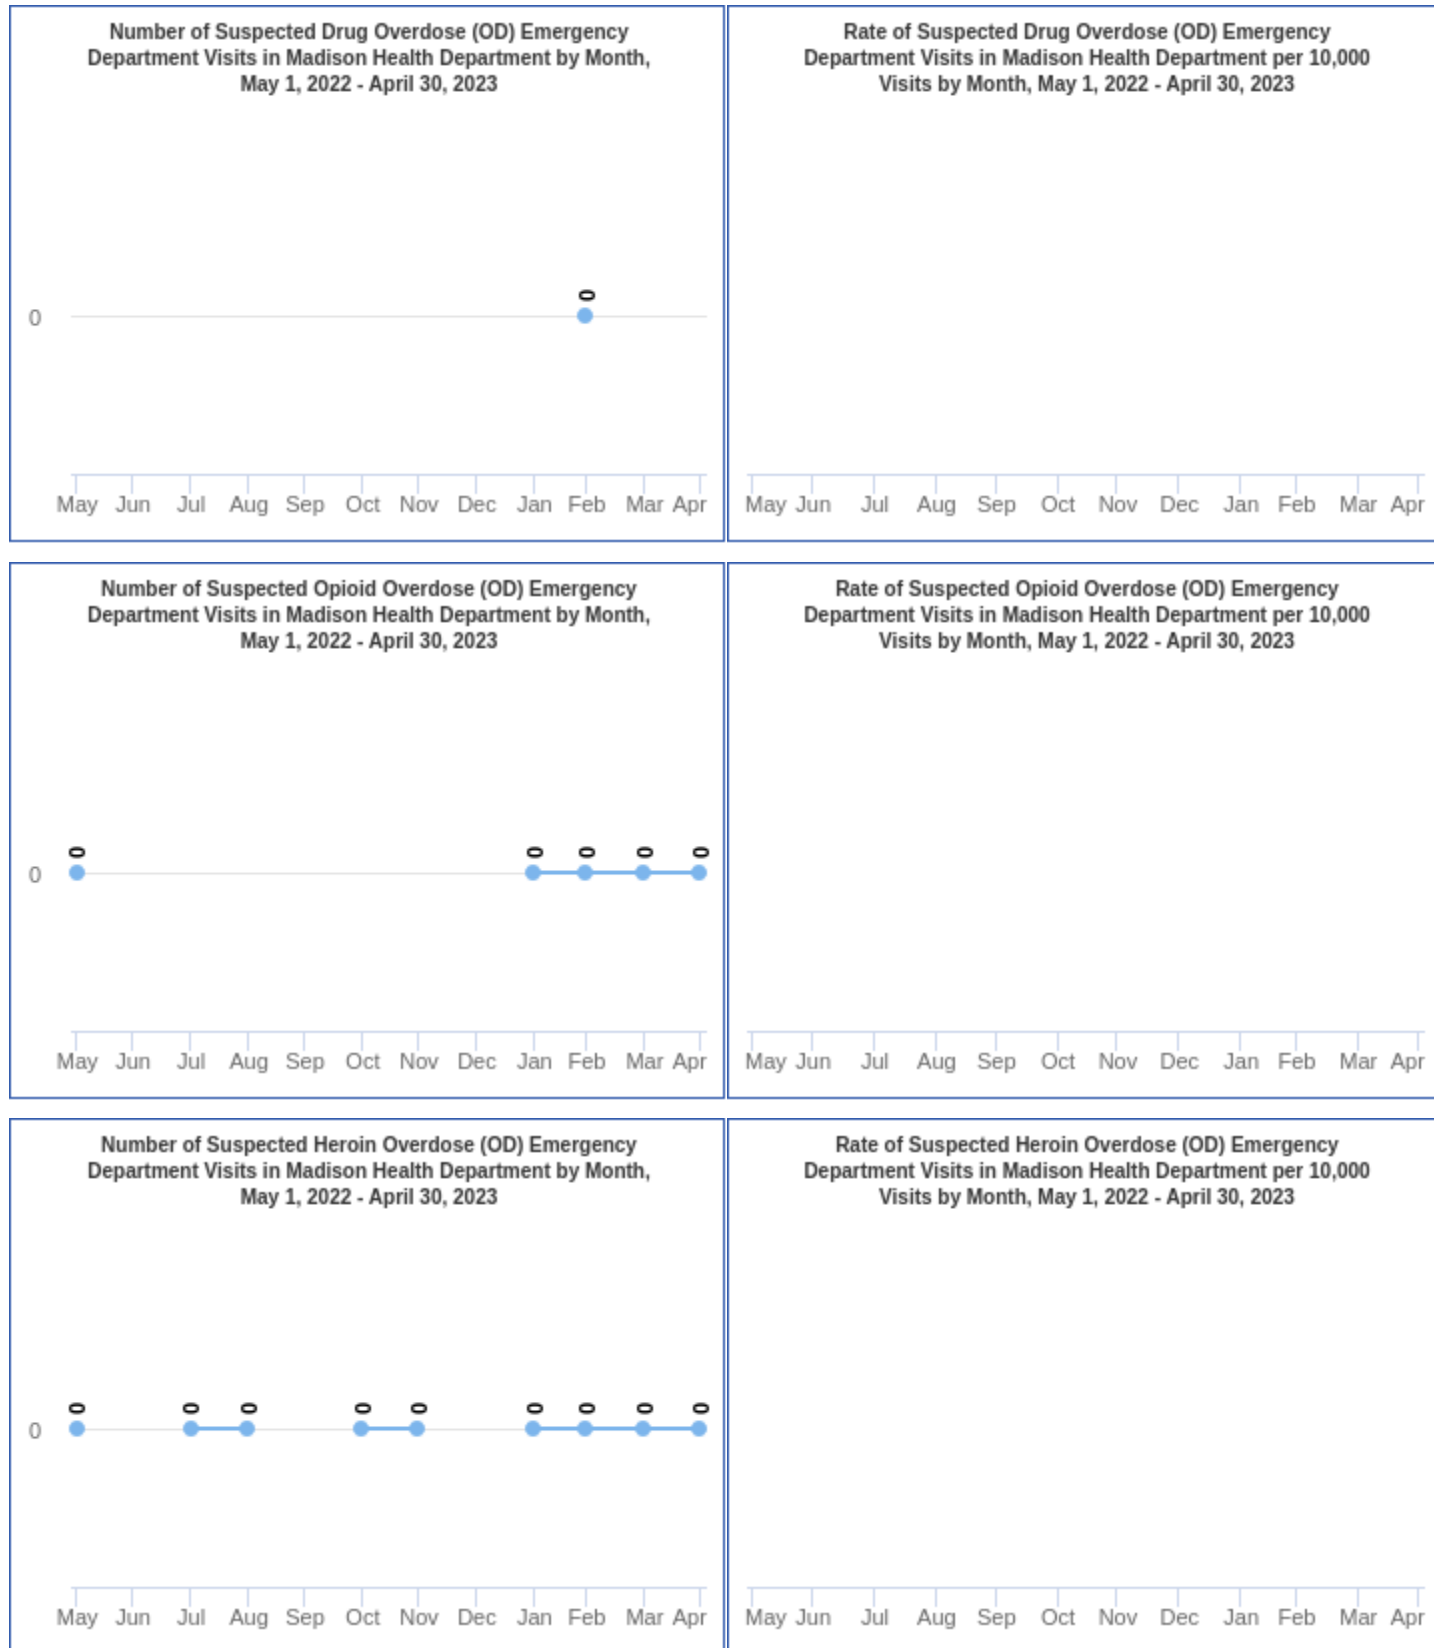 Number of Suspected Drug Overdose (OD) Emergency
Department Visits in Madison Health Department by Month,
May 1, 2022 - April 30, 2023
0
0
May Jun Jul Aug Sep Oct Nov Dec Jan Feb Mar Apr
Rate of Suspected Drug Overdose (OD) Emergency
Department Visits in Madison Health Department per 10,000
Visits by Month, May 1, 2022 - April 30, 2023
May Jun Jul Aug Sep Oct Nov Dec Jan Feb Mar Apr
Number of Suspected Opioid Overdose (OD) Emergency
Department Visits in Madison Health Department by Month,
May 1, 2022 - April 30, 2023
0 0 0 0 0
0
May Jun Jul Aug Sep Oct Nov Dec Jan Feb Mar Apr
Rate of Suspected Opioid Overdose (OD) Emergency
Department Visits in Madison Health Department per 10,000
Visits by Month, May 1, 2022 - April 30, 2023
May Jun Jul Aug Sep Oct Nov Dec Jan Feb Mar Apr
Number of Suspected Heroin Overdose (OD) Emergency
Department Visits in Madison Health Department by Month,
May 1, 2022 - April 30, 2023
0 0 0 0 0 0 0 0 0
0
May Jun Jul Aug Sep Oct Nov Dec Jan Feb Mar Apr
Rate of Suspected Heroin Overdose (OD) Emergency
Department Visits in Madison Health Department per 10,000
Visits by Month, May 1, 2022 - April 30, 2023
May Jun Jul Aug Sep Oct Nov Dec Jan Feb Mar Apr